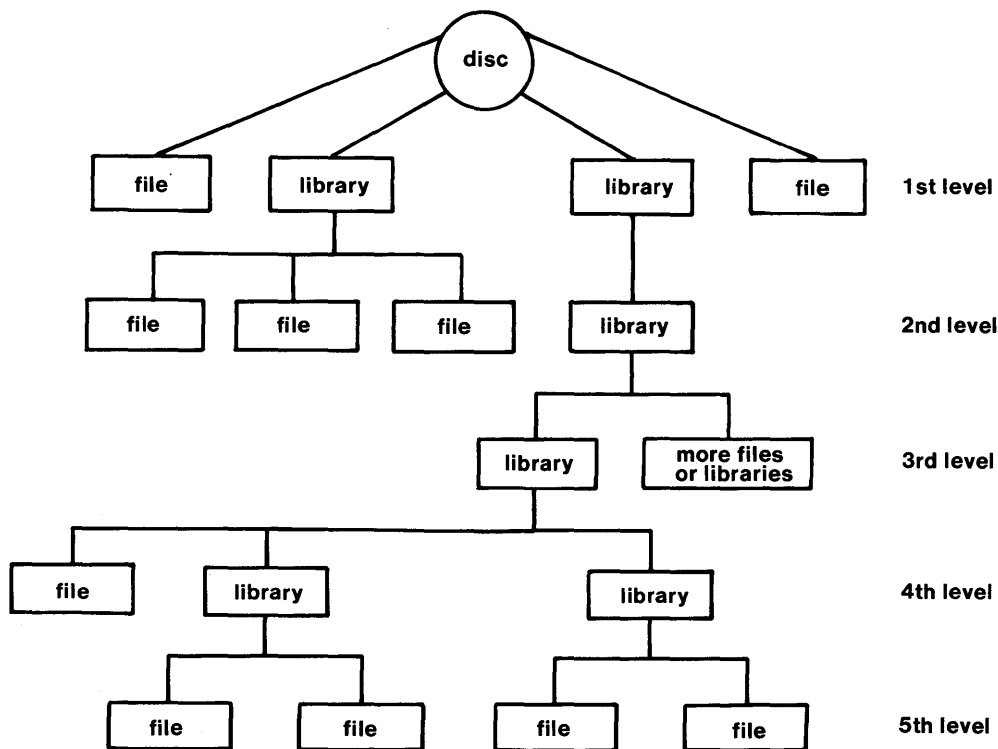 disc
file library library file 1st level
file file file library 2nd level
library more files 3rd level
or libraries
file library library 4th level
file file file file 5th level